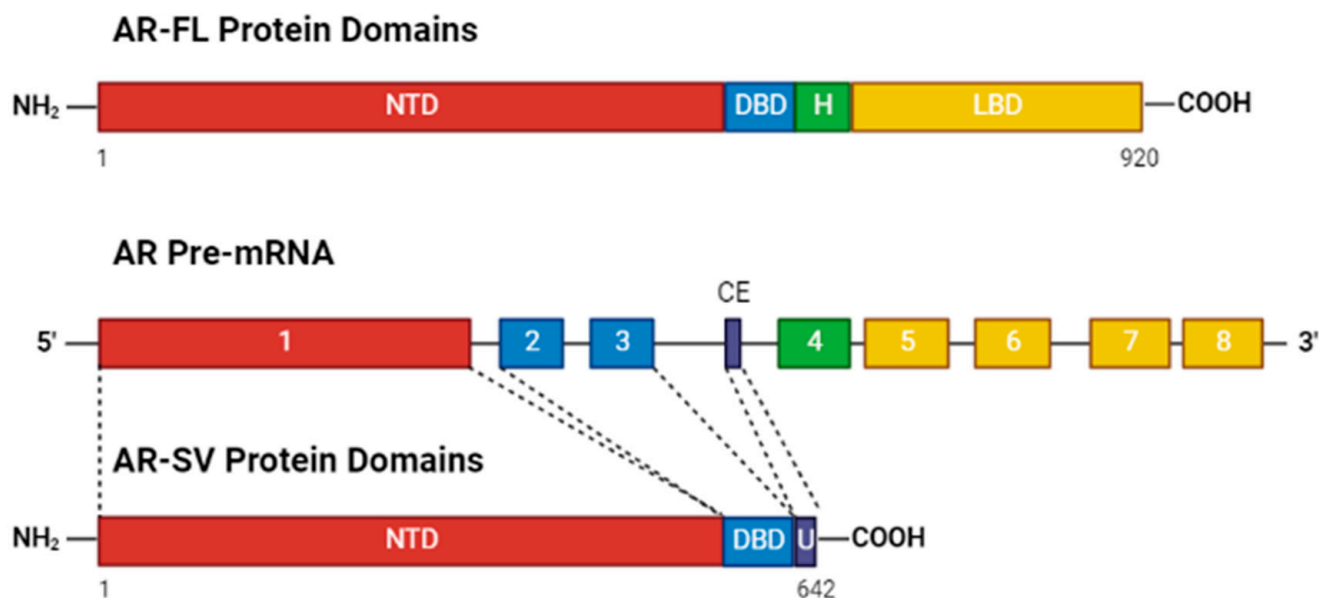 AR-FL Protein Domains
NH₂ NTD DBD H LBD COOH
1 920
AR Pre-mRNA
CE
5' 1 2 3 4 5 6 7 8 3'
AR-SV Protein Domains
NH₂ NTD DBD U COOH
1 642